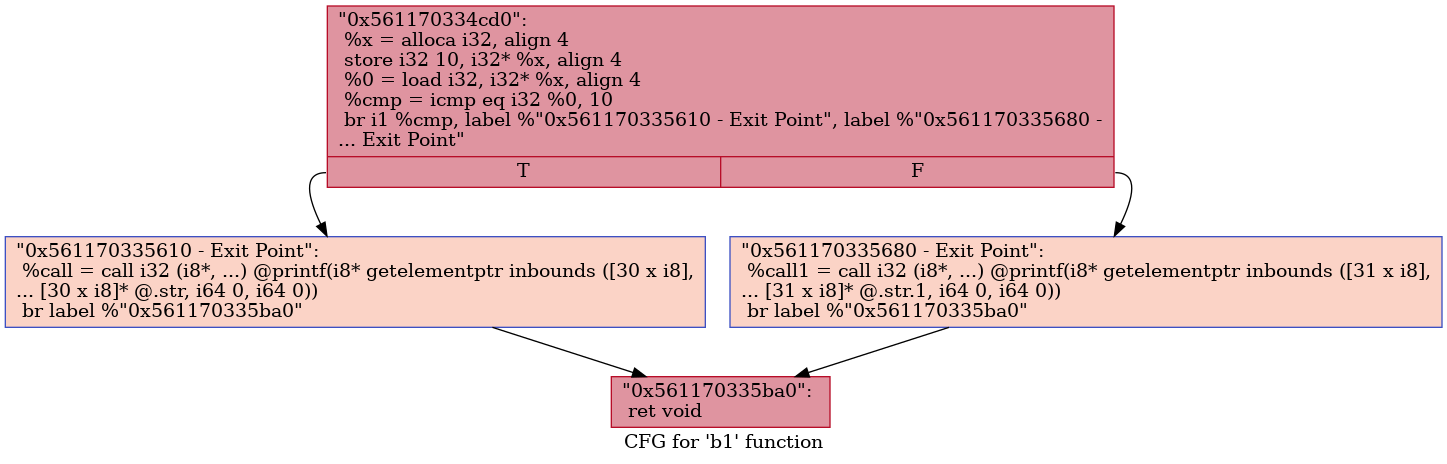 "0x561170334cd0":
%x = alloca i32, align 4
store i32 10, i32* %x, align 4
%0 = load i32, i32* %x, align 4
%cmp = icmp eq i32 %0, 10
br i1 %cmp, label %"0x561170335610 - Exit Point", label %"0x561170335680 -
... Exit Point"
T
F
"0x561170335610 - Exit Point":
%call = call i32 (i8*, ...) @printf(i8* getelementptr inbounds ([30 x i8],
... [30 x i8]* @.str, i64 0, i64 0))
br label %"0x561170335ba0"
"0x561170335680 - Exit Point":
%call1 = call i32 (i8*, ...) @printf(i8* getelementptr inbounds ([31 x i8],
... [31 x i8]* @.str.1, i64 0, i64 0))
br label %"0x561170335ba0"
"0x561170335ba0":
ret void
CFG for 'b1' function